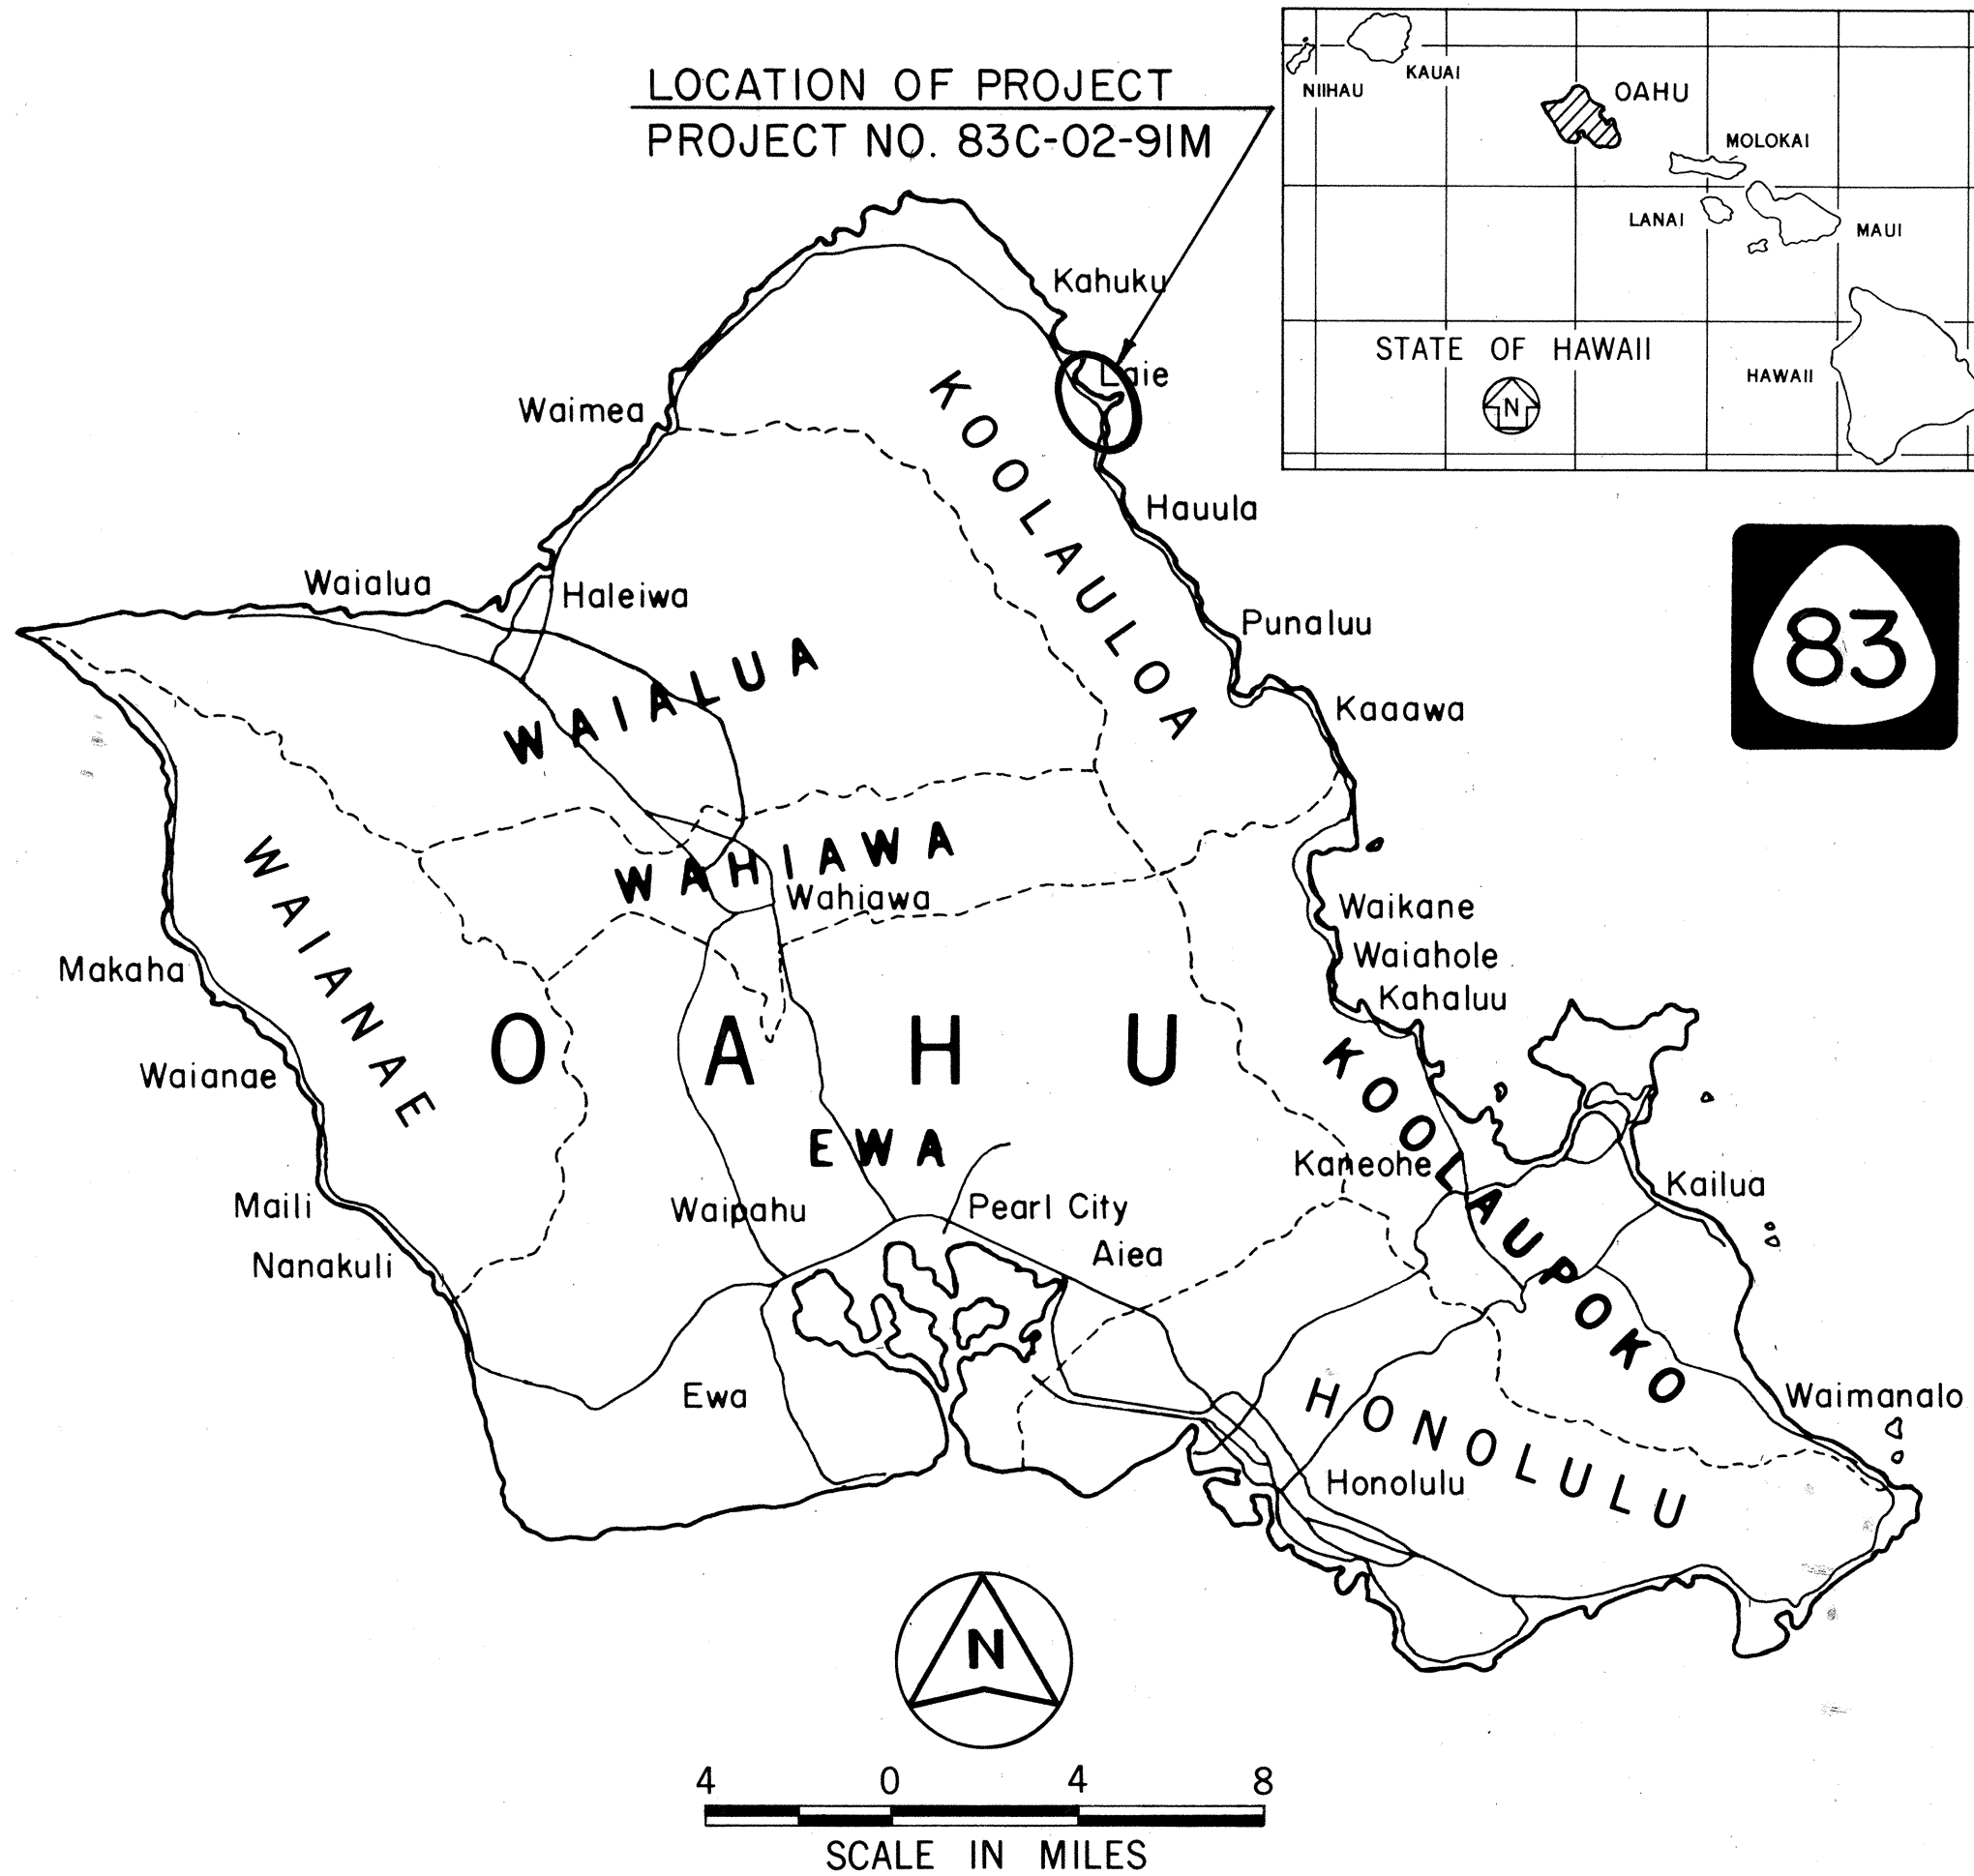 LOCATION OF PROJECT
PROJECT NO. 83C-02-91M
NIIHAU
KAUAI
OAHU
MOLOKAI
LANAI
MAUI
STATE OF HAWAII
HAWAII
N
83
Kahuku
Laie
Waimea
KOOLAULOA
Hauula
Waialua
Haleiwa
Punaluu
WAIALUA
Kaaawa
WAHIAWA
Wahiawa
WAIANAE
Waikane
Waiahole
Makaha
Kahaluu
OAHU
Waianae
KOOLAUPOKO
EWA
Kaneohe
Kailua
Maili
Waipahu
Pearl City
Nanakuli
Aiea
Ewa
Waimanalo
HONOLULU
Honolulu
N
4 0 4 8
SCALE IN MILES